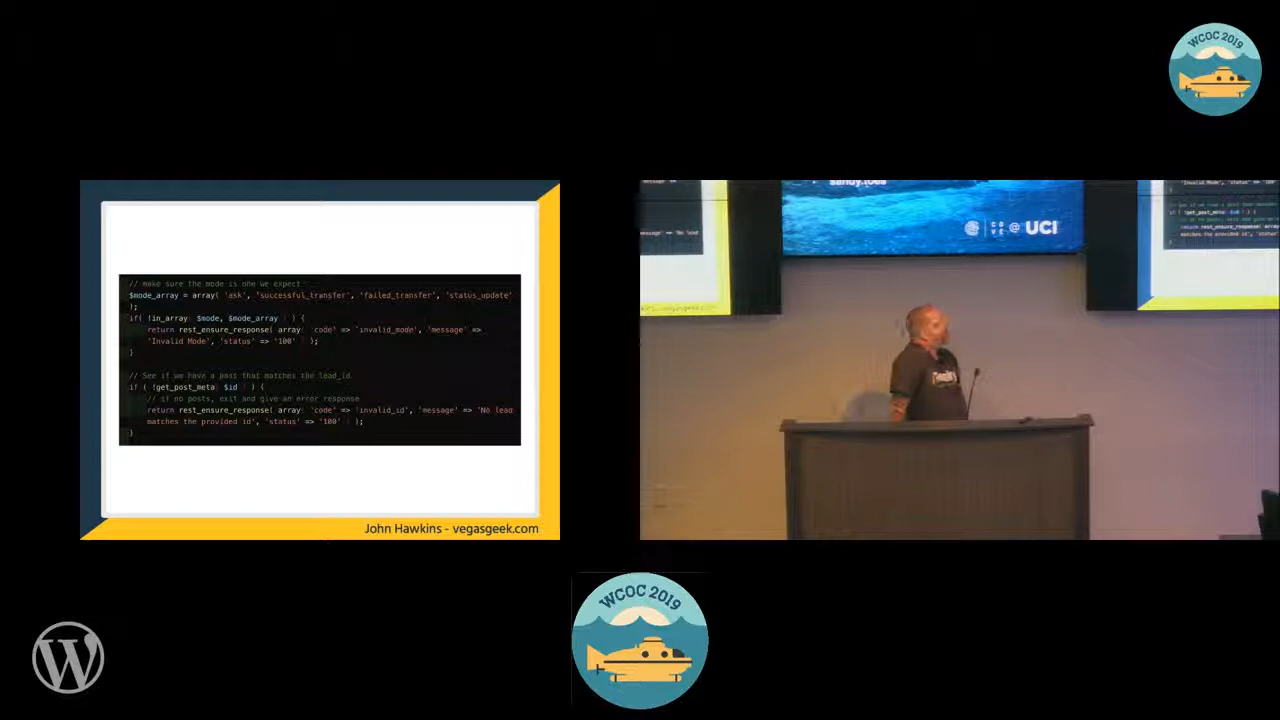 WCOC 2019
// make sure the mode is one we expect
$mode_array = array( 'ask', 'successful_transfer', 'failed_transfer', 'status_update'
);
if( !in_array( $mode, $mode_array ) ) {
return rest_ensure_response( array( 'code' => 'invalid_mode', 'message' =>
'Invalid Mode', 'status' => '100' ) );
}
// See if we have a post that matches the lead_id
if ( !get_post_meta( $id ) ) {
// if no posts, exit and give an error response
return rest_ensure_response( array( 'code' => 'invalid_id', 'message' => 'No lead
matches the provided id', 'status' => '100' ) );
}
John Hawkins - vegasgeek.com
sandy.toes
@ UCI
WCOC 2019